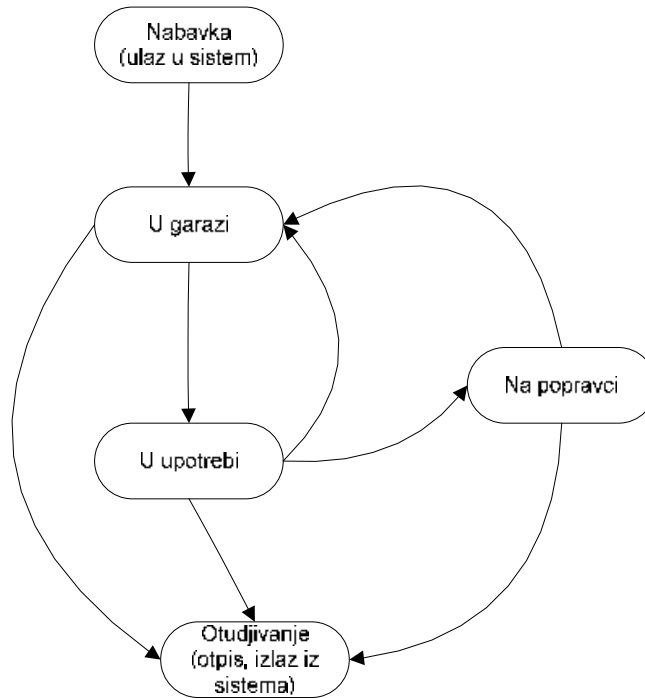 Nabavka
(ulaz u sistem)
U garazi
Na popravci
U upotrebi
Otudjivanje
(otpis, izlaz iz
sistema)